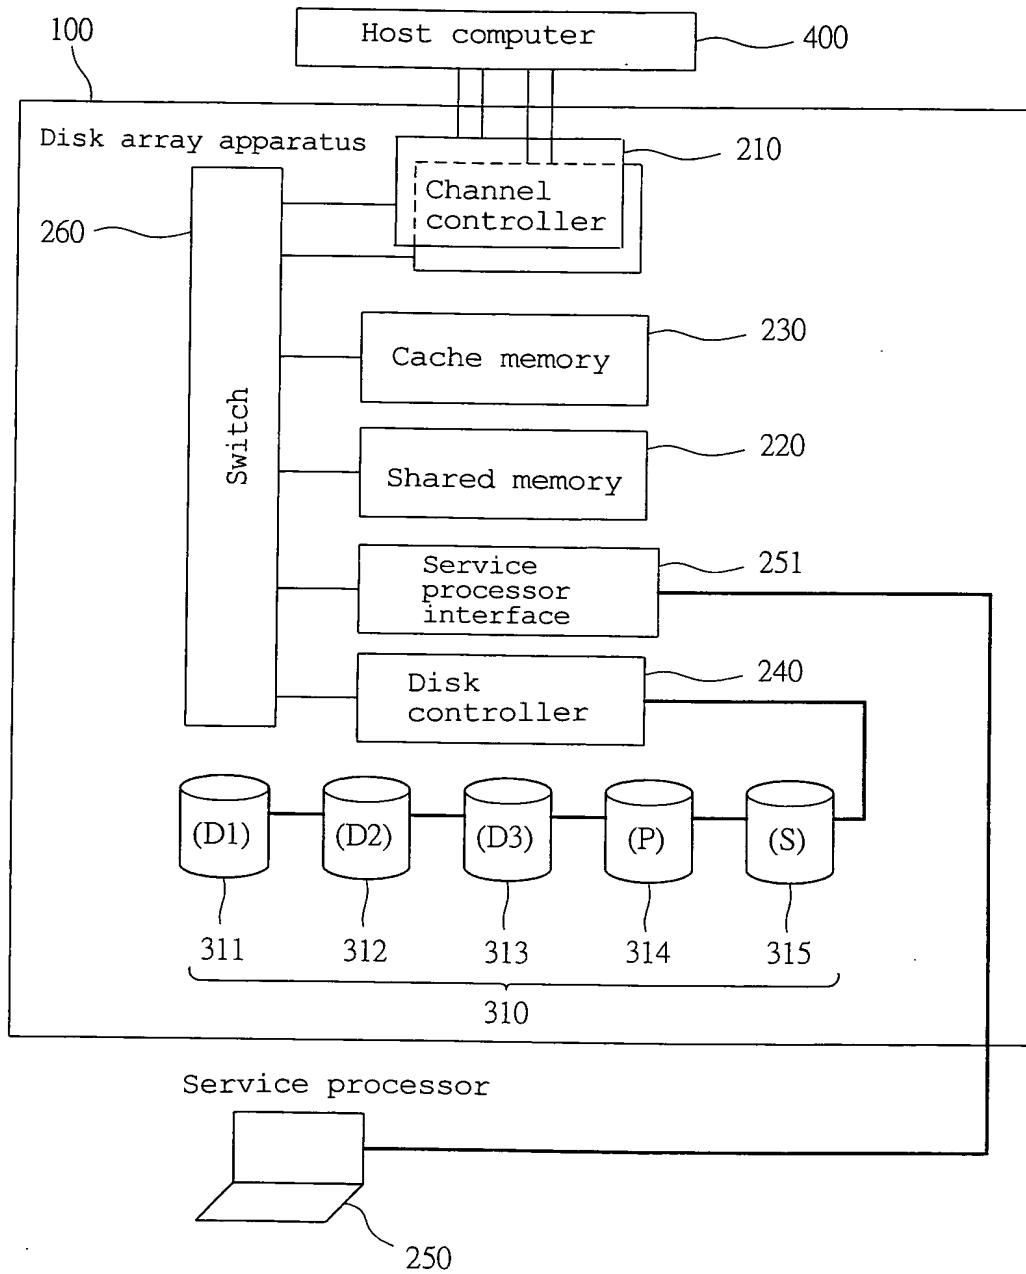 100
Host computer
400
Disk array apparatus
210
Channel
controller
260
230
Cache memory
Switch
220
Shared memory
251
Service
processor
interface
240
Disk
controller
(D1)
(D2)
(D3)
(P)
(S)
311
312
313
314
315
310
Service processor
250